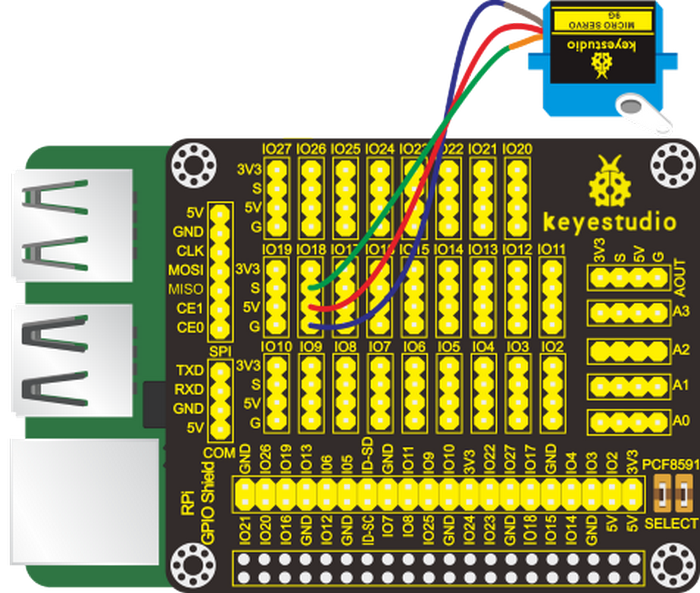 MICRO SERVO
9G
keyestudio
IO27 IO26 IO25 IO24 IO23 IO22 IO21 IO20
3V3
S
5V
G
keyestudio
5V
GND
CLK
MOSI
MISO
CE1
CE0
SPI
IO19 IO18 IO17 IO15 IO14 IO13 IO12 IO11
3V3
S
5V
G
3V3 S 5V G
AOUT
A3
A2
A1
A0
IO10 IO9 IO8 IO7 IO6 IO5 IO4 IO3 IO2
3V3
S
5V
G
TXD
RXD
GND
5V
COM
RPi
GPIO Shield
GND IO26 IO19 IO13 IO6 IO5 ID-SD GND IO11 IO9 IO10 3V3 IO22 IO27 IO17 GND IO4 IO3 IO2 3V3
IO21 IO20 IO16 GND IO12 GND ID-SC IO7 IO8 IO25 GND IO24 IO23 GND IO18 IO15 IO14 GND 5V 5V
PCF8591
SELECT